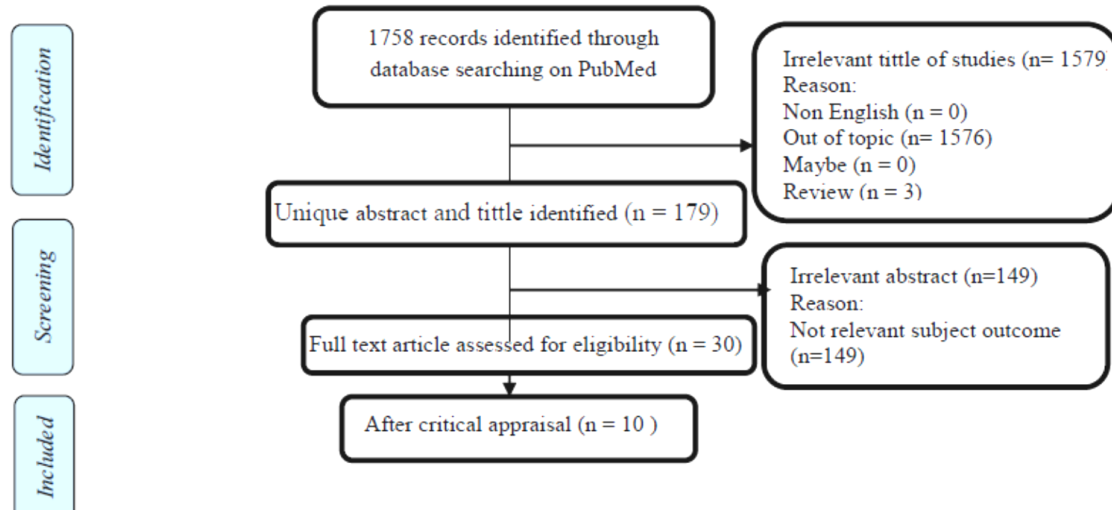 Identification
1758 records identified through
database searching on PubMed
Irrelevant tittle of studies (n= 1579)
Reason:
Non English (n = 0)
Out of topic (n= 1576)
Maybe (n = 0)
Review (n = 3)
Unique abstract and tittle identified (n = 179)
Screening
Irrelevant abstract (n=149)
Reason:
Not relevant subject outcome
(n=149)
Full text article assessed for eligibility (n = 30)
Included
After critical appraisal (n = 10 )